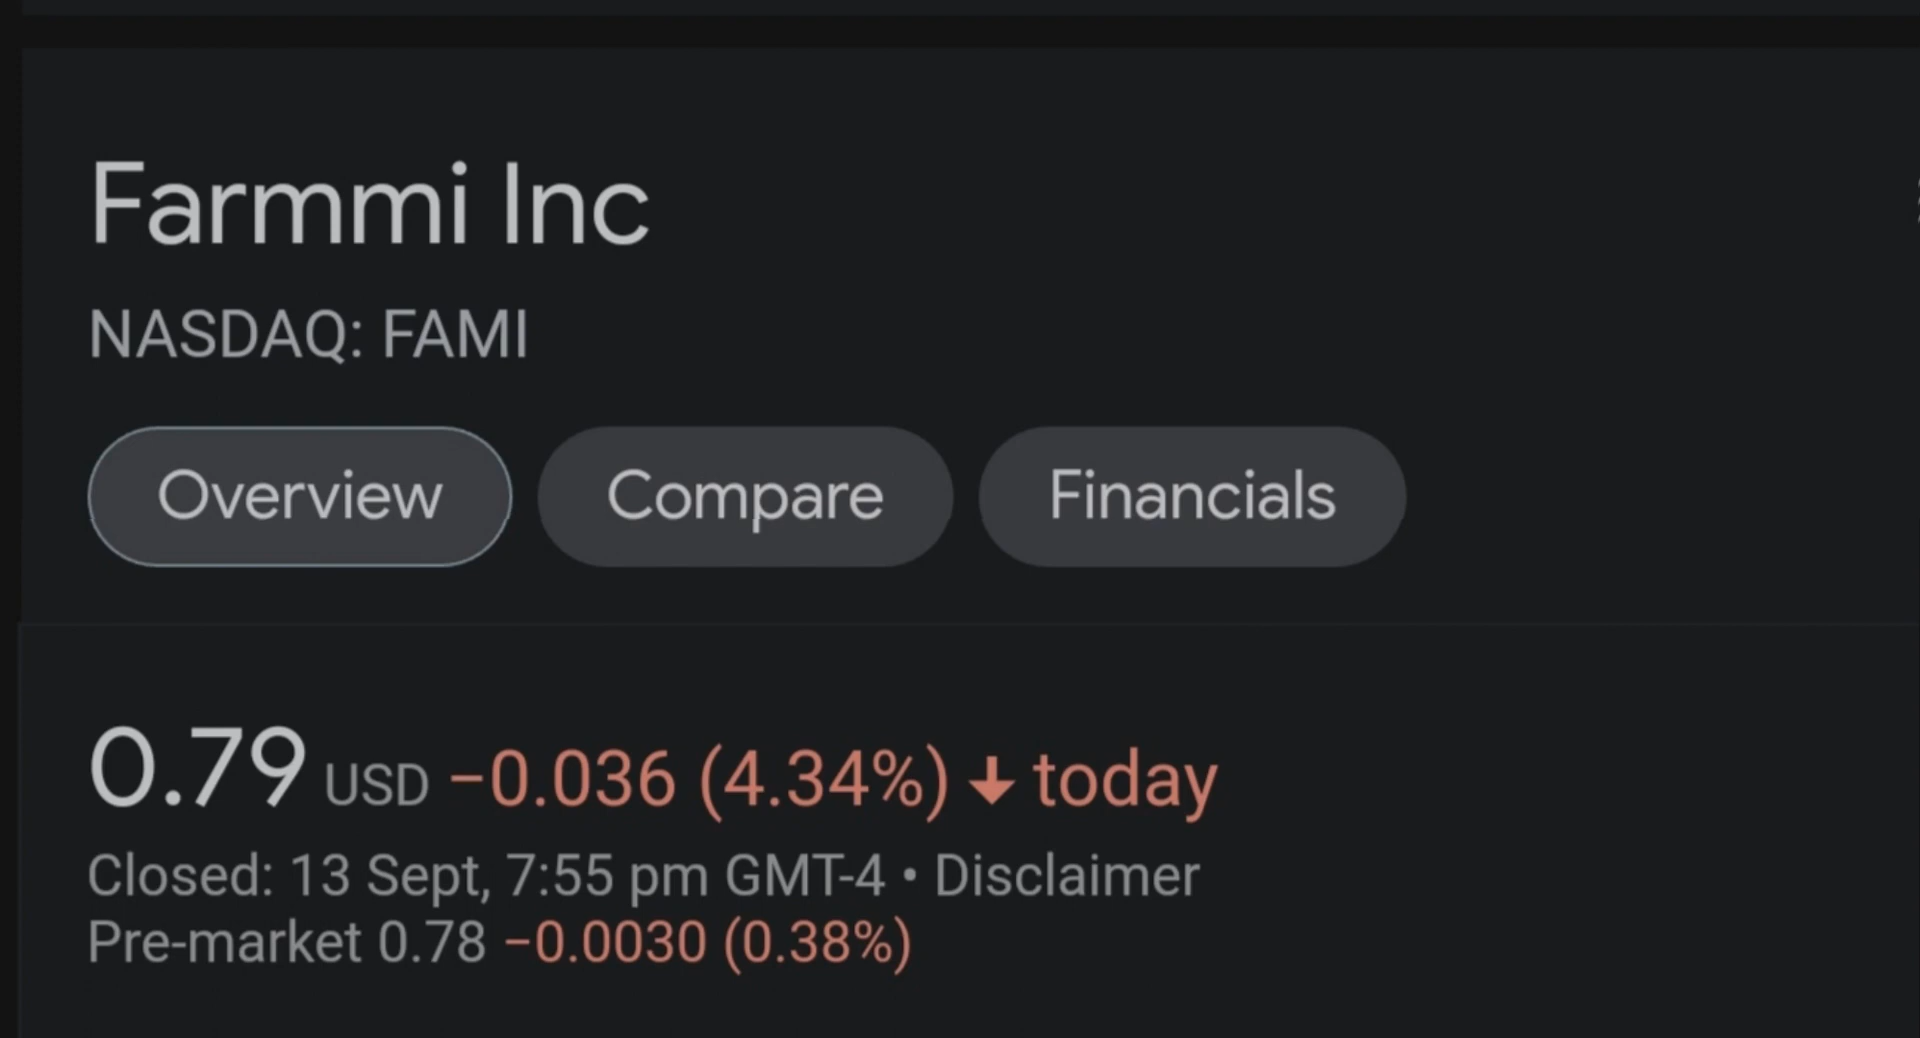 Farmmi Inc
NASDAQ: FAMI
Overview Compare Financials
0.79 USD −0.036 (4.34%) ↓ today
Closed: 13 Sept, 7:55 pm GMT-4 • Disclaimer
Pre-market 0.78 −0.0030 (0.38%)